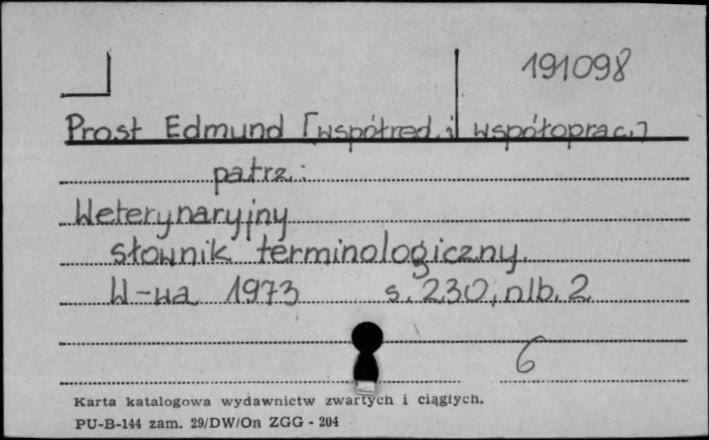 191098
Prost Edmund [współred. i współoprac.]
patrz:
Weterynaryjny
słownik terminologiczny.
W-wa 1973 s. 230, nlb. 2
6
Karta katalogowa wydawnictw zwartych i ciągłych.
PU-B-144 zam. 29/DW/On ZGG - 204